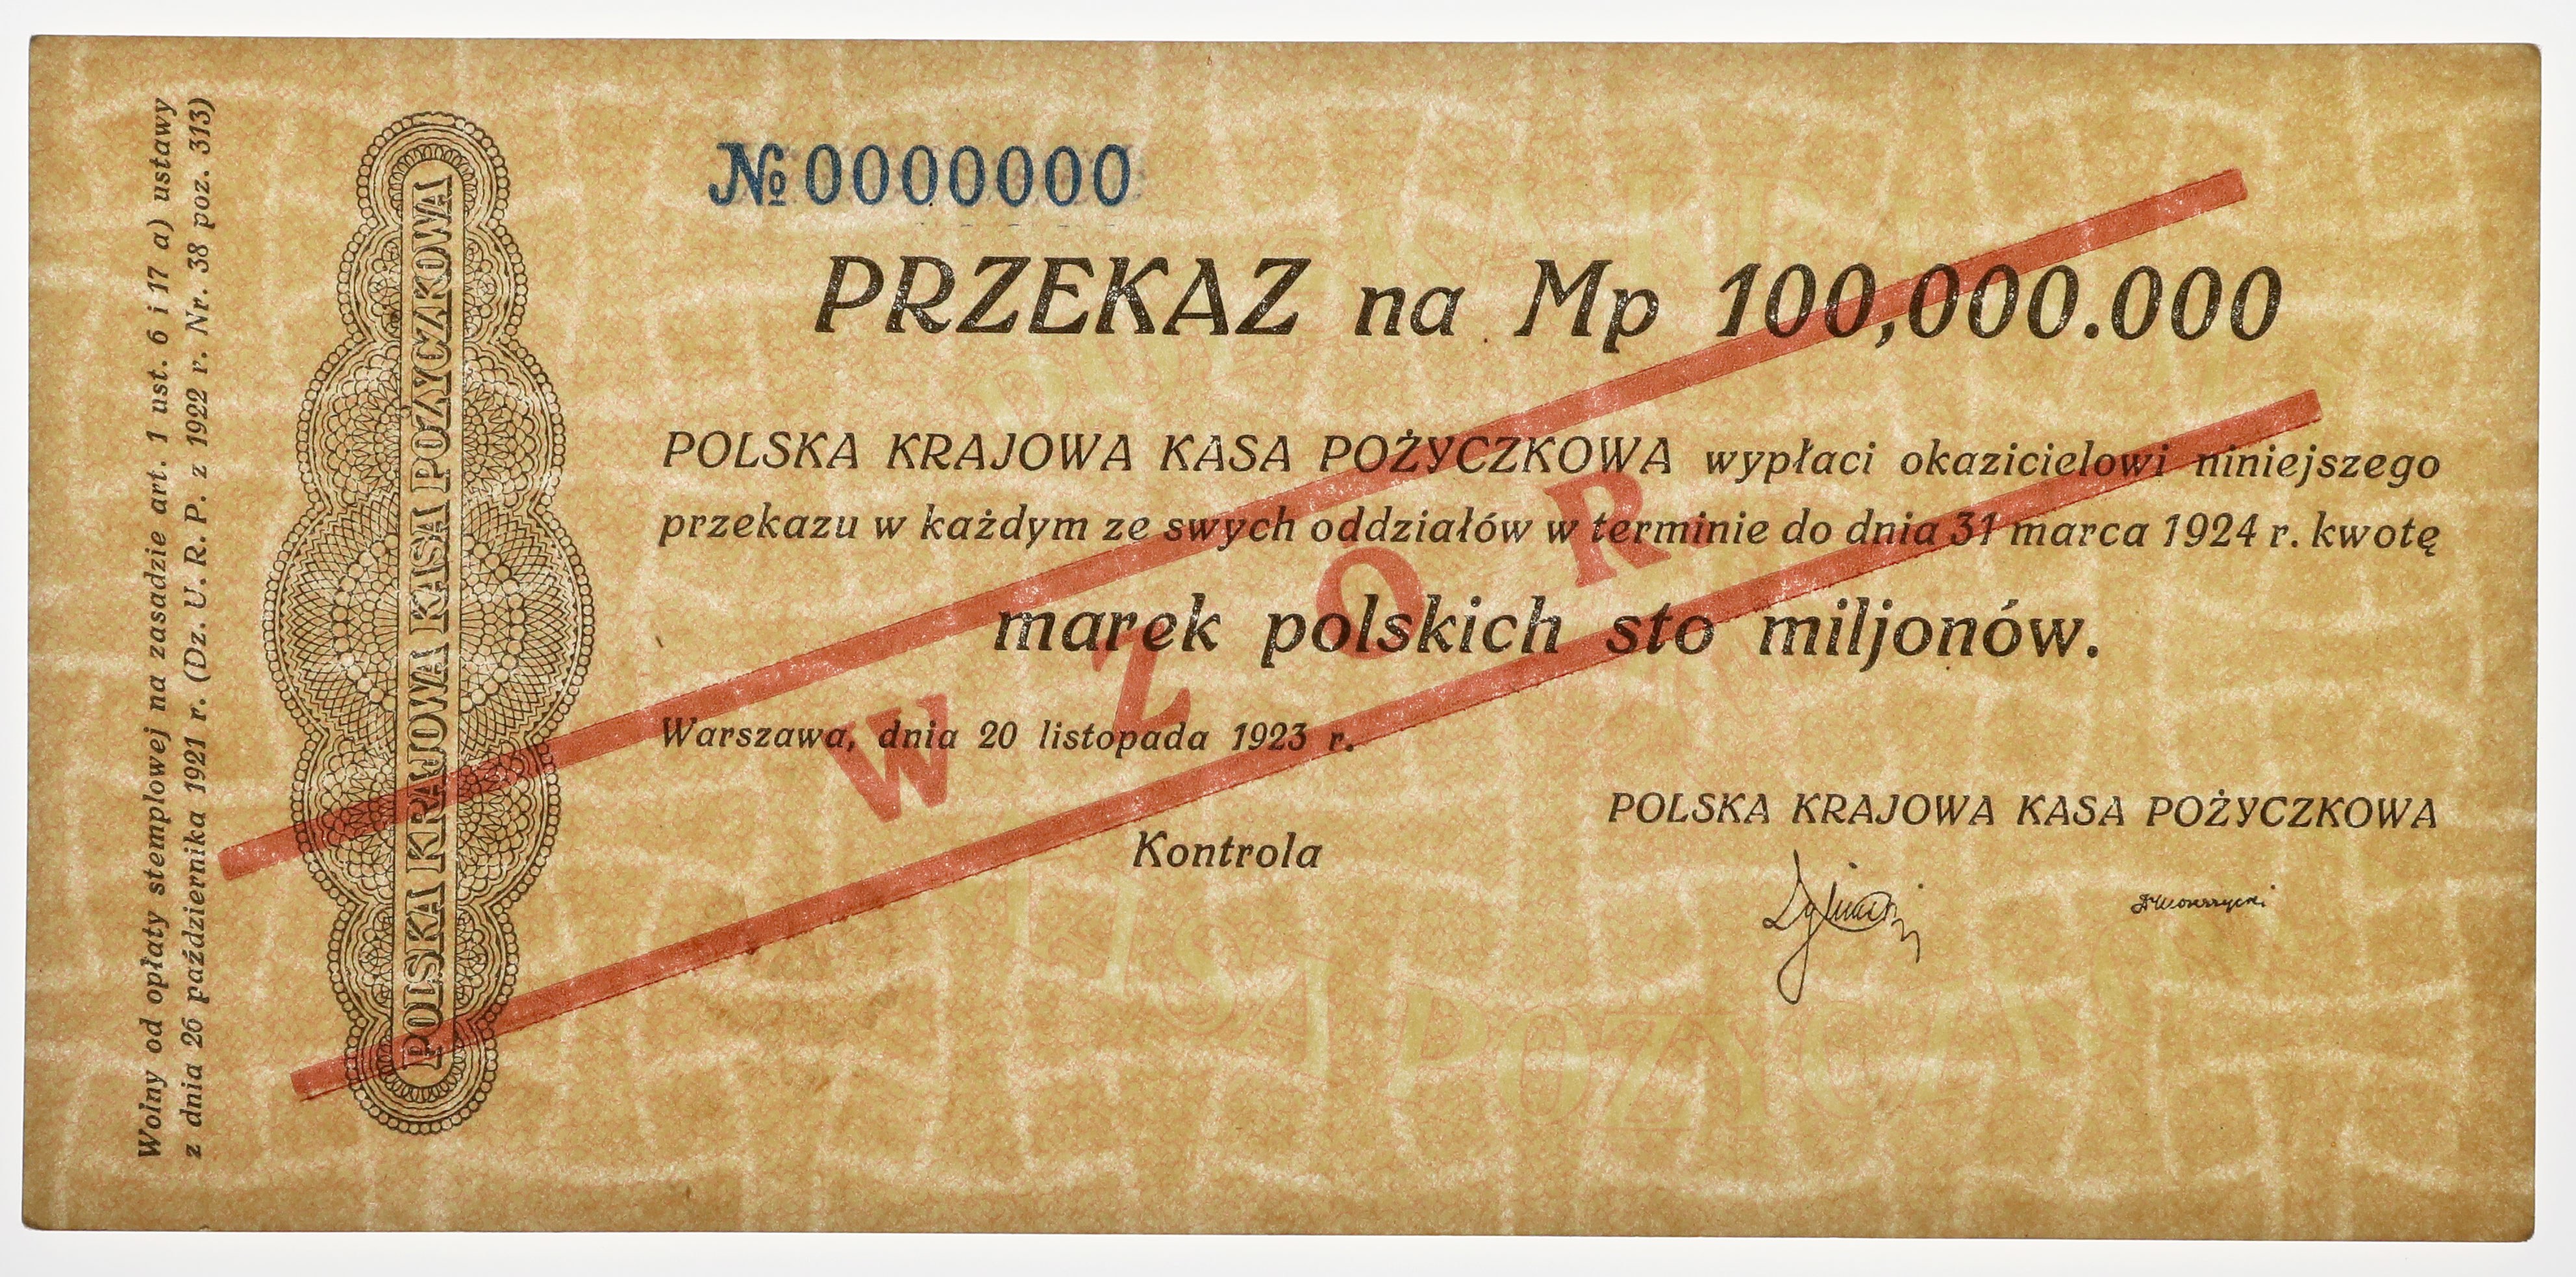 Wolny od opłaty stemplowej na zasadzie art. 1 ust. 6 i 17 a) ustawy
z dnia 26 października 1921 r. (Dz. U. R. P. z 1922 r. Nr. 38 poz. 313)
POLSKA KRAJOWA KASA POŻYCZKOWA
№ 0000000
PRZEKAZ na Mp 100,000.000
POLSKA KRAJOWA KASA POŻYCZKOWA wypłaci okazicielowi niniejszego
przekazu w każdym ze swych oddziałów w terminie do dnia 31 marca 1924 r. kwotę
marek polskich sto miljonów.
WZÓR.
Warszawa, dnia 20 listopada 1923 r.
Kontrola
POLSKA KRAJOWA KASA POŻYCZKOWA